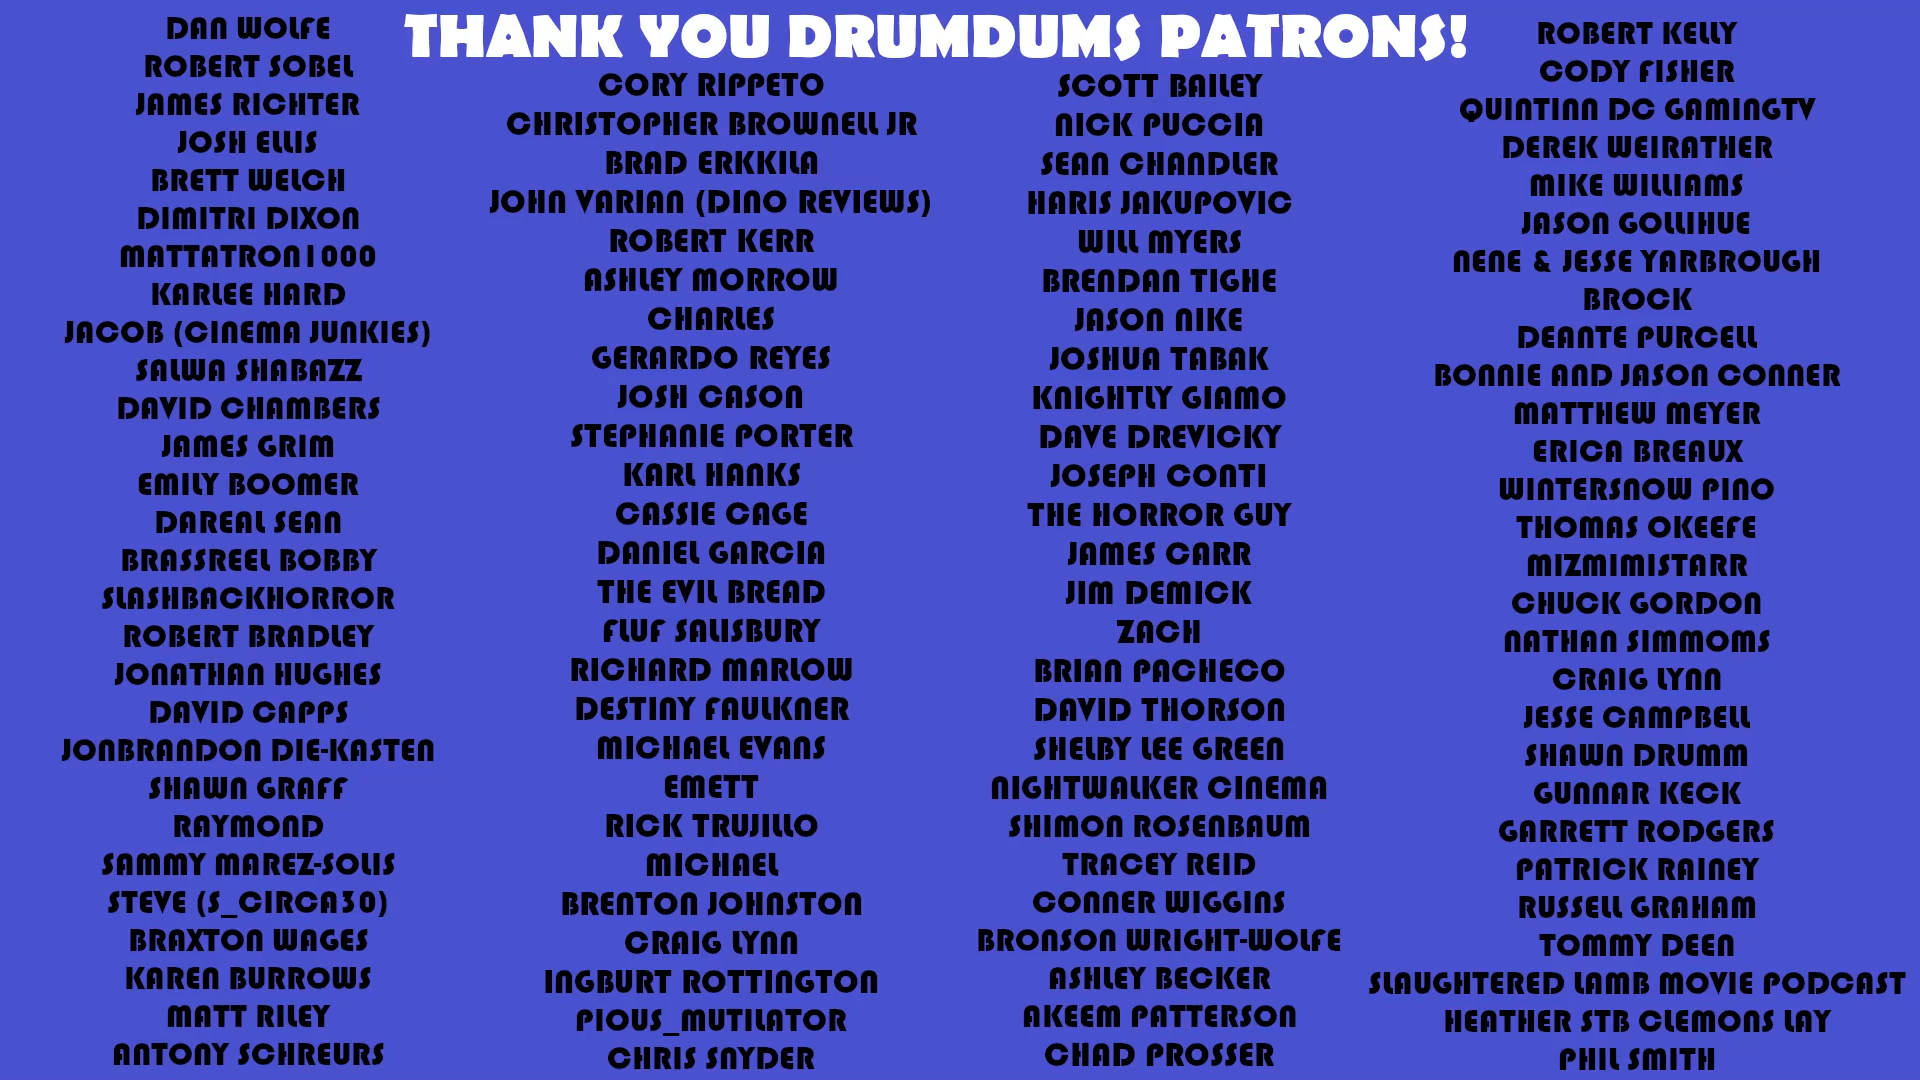 THANK YOU DRUMDUMS PATRONS!
DAN WOLFE
ROBERT SOBEL
JAMES RICHTER
JOSH ELLIS
BRETT WELCH
DIMITRI DIXON
MATTATRON1000
KARLEE HARD
JACOB (CINEMA JUNKIES)
SALWA SHABAZZ
DAVID CHAMBERS
JAMES GRIM
EMILY BOOMER
DAREAL SEAN
BRASSREEL BOBBY
SLASHBACKHORROR
ROBERT BRADLEY
JONATHAN HUGHES
DAVID CAPPS
JONBRANDON DIE-KASTEN
SHAWN GRAFF
RAYMOND
SAMMY MAREZ-SOLIS
STEVE (S_CIRCA30)
BRAXTON WAGES
KAREN BURROWS
MATT RILEY
ANTONY SCHREURS
CORY RIPPETO
CHRISTOPHER BROWNELL JR
BRAD ERKKILA
JOHN VARIAN (DINO REVIEWS)
ROBERT KERR
ASHLEY MORROW
CHARLES
GERARDO REYES
JOSH CASON
STEPHANIE PORTER
KARL HANKS
CASSIE CAGE
DANIEL GARCIA
THE EVIL BREAD
FLUF SALISBURY
RICHARD MARLOW
DESTINY FAULKNER
MICHAEL EVANS
EMETT
RICK TRUJILLO
MICHAEL
BRENTON JOHNSTON
CRAIG LYNN
INGBURT ROTTINGTON
PIOUS_MUTILATOR
CHRIS SNYDER
SCOTT BAILEY
NICK PUCCIA
SEAN CHANDLER
HARIS JAKUPOVIC
WILL MYERS
BRENDAN TIGHE
JASON NIKE
JOSHUA TABAK
KNIGHTLY GIAMO
DAVE DREVICKY
JOSEPH CONTI
THE HORROR GUY
JAMES CARR
JIM DEMICK
ZACH
BRIAN PACHECO
DAVID THORSON
SHELBY LEE GREEN
NIGHTWALKER CINEMA
SHIMON ROSENBAUM
TRACEY REID
CONNER WIGGINS
BRONSON WRIGHT-WOLFE
ASHLEY BECKER
AKEEM PATTERSON
CHAD PROSSER
ROBERT KELLY
CODY FISHER
QUINTINN DC GAMINGTV
DEREK WEIRATHER
MIKE WILLIAMS
JASON GOLLIHUE
NENE & JESSE YARBROUGH
BROCK
DEANTE PURCELL
BONNIE AND JASON CONNER
MATTHEW MEYER
ERICA BREAUX
WINTERSNOW PINO
THOMAS OKEEFE
MIZMIMISTARR
CHUCK GORDON
NATHAN SIMMOMS
CRAIG LYNN
JESSE CAMPBELL
SHAWN DRUMM
GUNNAR KECK
GARRETT RODGERS
PATRICK RAINEY
RUSSELL GRAHAM
TOMMY DEEN
SLAUGHTERED LAMB MOVIE PODCAST
HEATHER STB CLEMONS LAY
PHIL SMITH